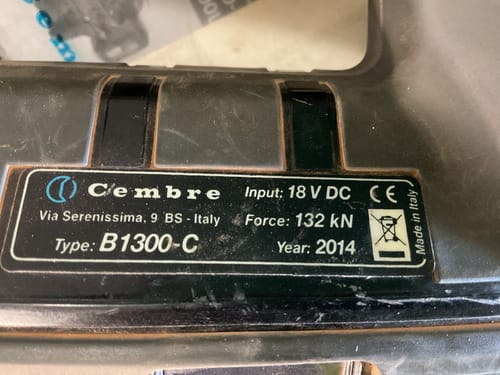 Cembre Input: 18 V DC CE
Via Serenissima, 9 BS - Italy Force: 132 kN
Type: B1300-C Year: 2014
Made in Italy